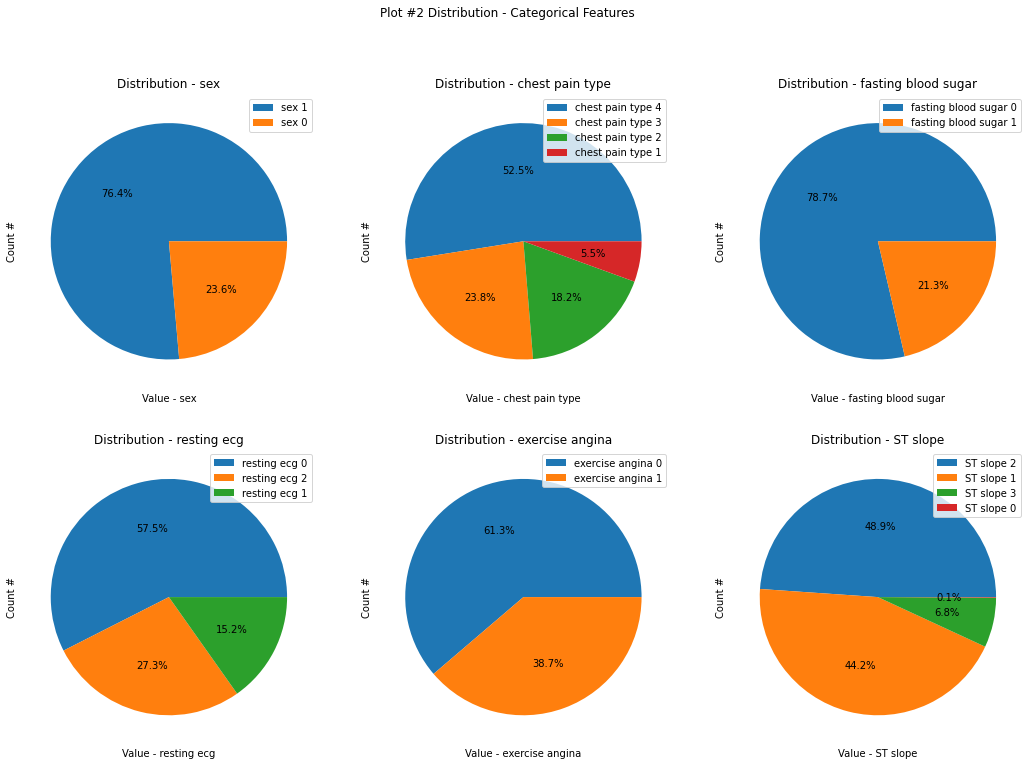 Plot #2 Distribution - Categorical Features
Distribution - sex
sex 1
sex 0
76.4%
23.6%
Count #
Value - sex
Distribution - chest pain type
chest pain type 4
chest pain type 3
chest pain type 2
chest pain type 1
52.5%
5.5%
23.8%
18.2%
Count #
Value - chest pain type
Distribution - fasting blood sugar
fasting blood sugar 0
fasting blood sugar 1
78.7%
21.3%
Count #
Value - fasting blood sugar
Distribution - resting ecg
resting ecg 0
resting ecg 2
resting ecg 1
57.5%
15.2%
27.3%
Count #
Value - resting ecg
Distribution - exercise angina
exercise angina 0
exercise angina 1
61.3%
38.7%
Count #
Value - exercise angina
Distribution - ST slope
ST slope 2
ST slope 1
ST slope 3
ST slope 0
48.9%
0.1%
6.8%
44.2%
Count #
Value - ST slope